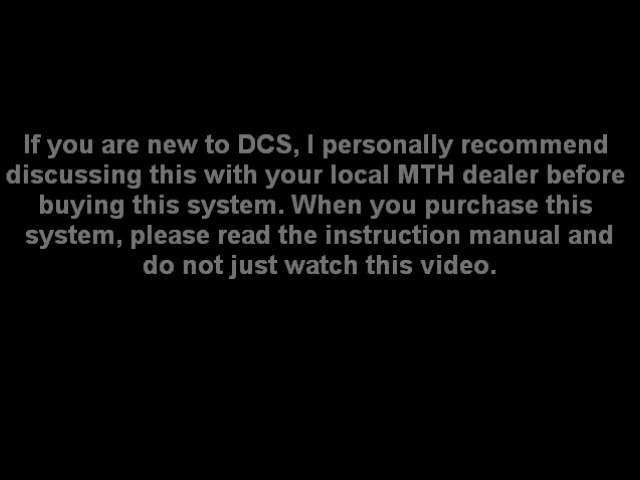 If you are new to DCS, I personally recommend
discussing this with your local MTH dealer before
buying this system. When you purchase this
system, please read the instruction manual and
do not just watch this video.